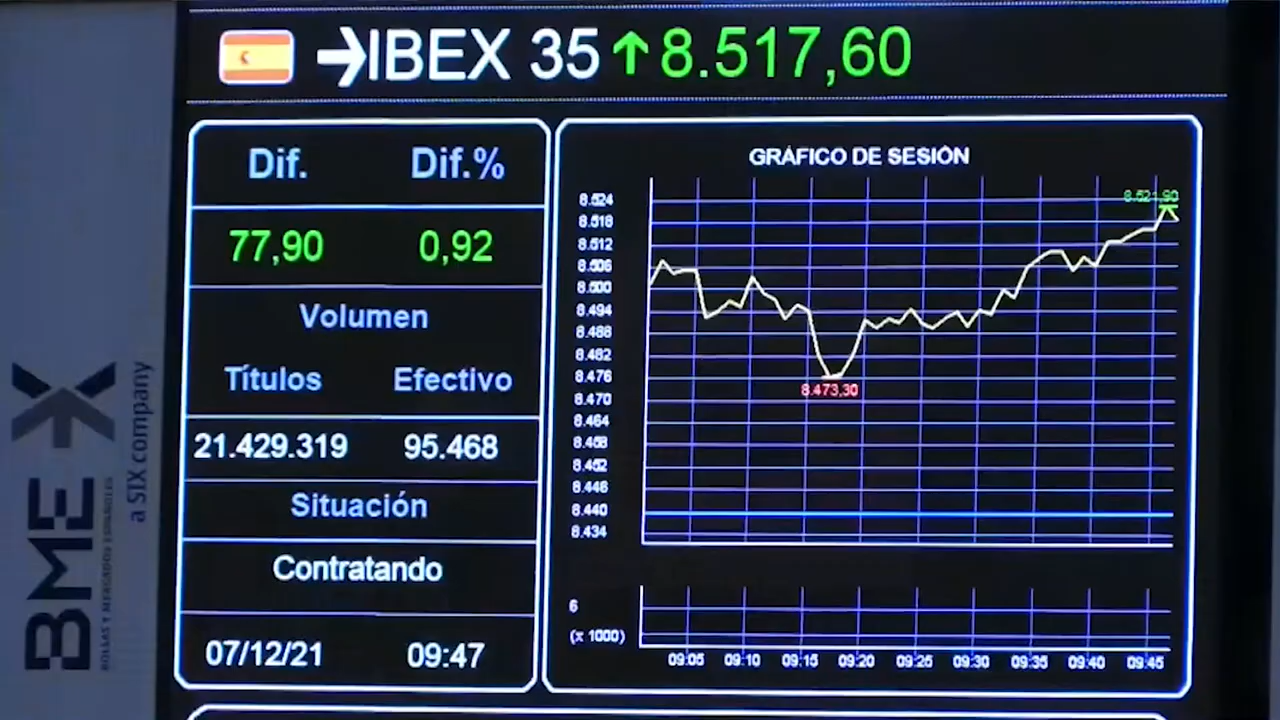 IBEX 35 ↑ 8.517,60
Dif. Dif.%
77,90 0,92
Volumen
Títulos Efectivo
21.429.319 95.468
Situación
Contratando
07/12/21 09:47
GRÁFICO DE SESIÓN
8.521,90
8.524
8.518
8.512
8.506
8.500
8.494
8.488
8.482
8.476
8.470
8.464
8.458
8.452
8.446
8.440
8.434
8.473,30
6
(x 1000)
09:05 09:10 09:15 09:20 09:25 09:30 09:35 09:40 09:45
BME X
BOLSAS Y MERCADOS ESPAÑOLES
a SIX company